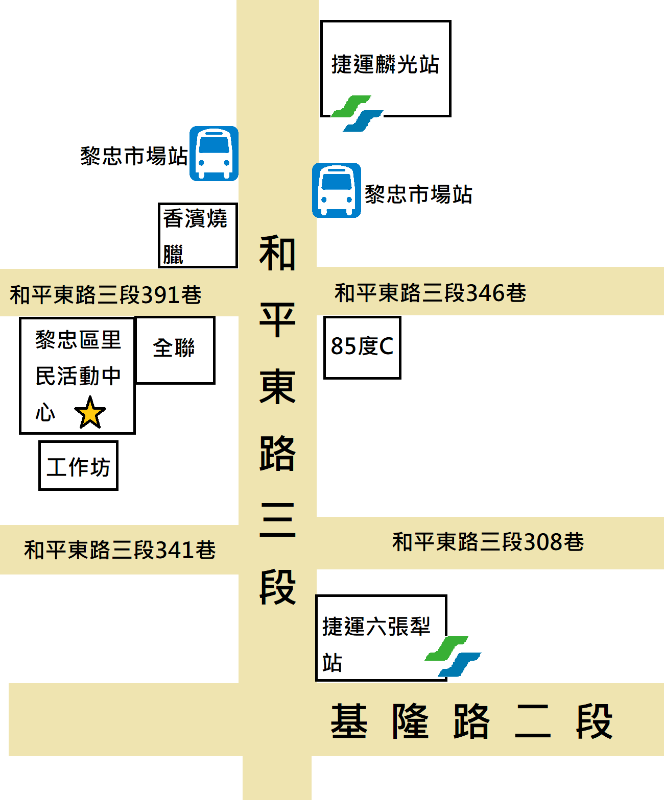 捷運麟光站
黎忠市場站
黎忠市場站
香濱燒
臘
和平東路三段
和平東路三段391巷
和平東路三段346巷
黎忠區里
民活動中
心
全聯
85度C
工作坊
和平東路三段341巷
和平東路三段308巷
捷運六張犁
站
基隆路二段